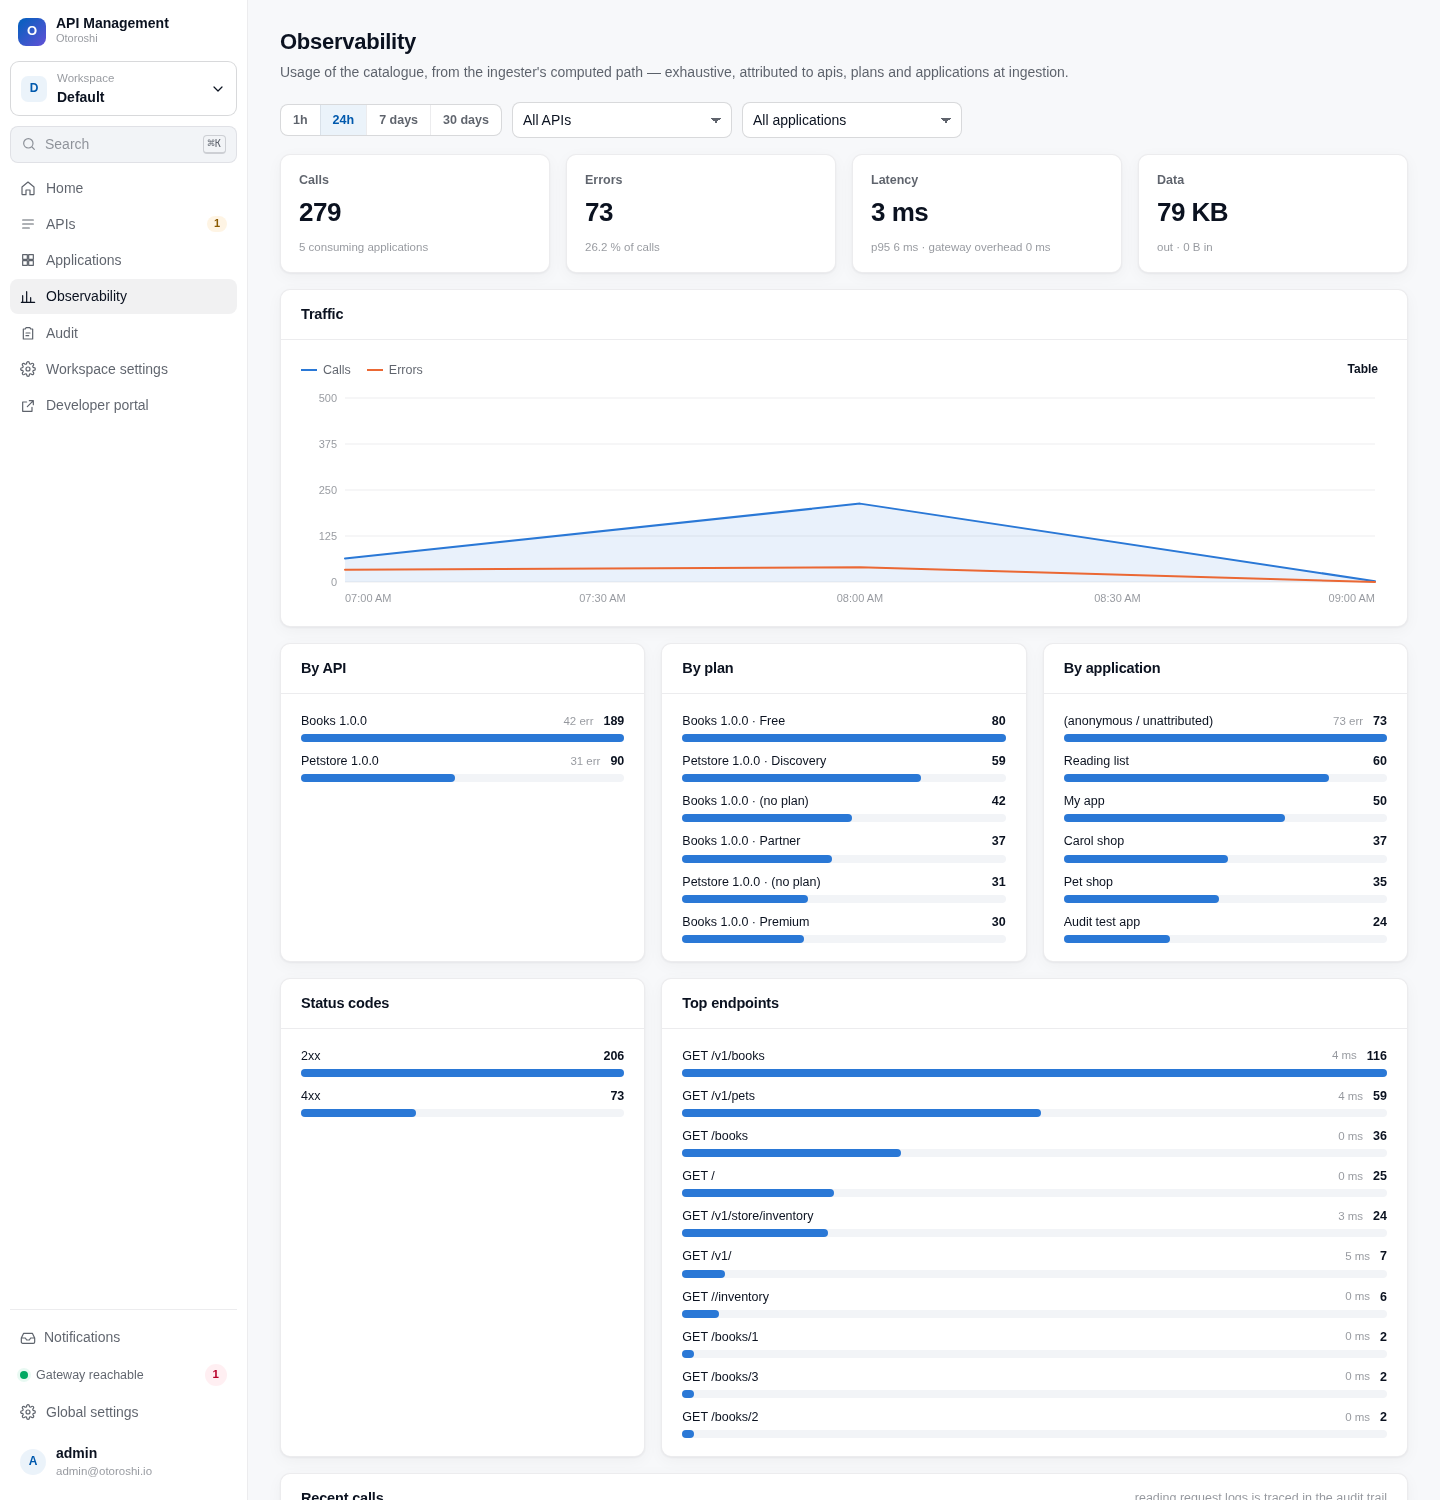 O
API Management
Otoroshi
D
Workspace
Default
Search
⌘K
Home
APIs
1
Applications
Observability
Audit
Workspace settings
Developer portal
Notifications
Gateway reachable
1
Global settings
A
admin
admin@otoroshi.io
Observability
Usage of the catalogue, from the ingester's computed path — exhaustive, attributed to apis, plans and applications at ingestion.
1h
24h
7 days
30 days
All APIs
All applications
Calls
279
5 consuming applications
Errors
73
26.2 % of calls
Latency
3 ms
p95 6 ms · gateway overhead 0 ms
Data
79 KB
out · 0 B in
Traffic
Calls
Errors
Table
500
375
250
125
0
07:00 AM
07:30 AM
08:00 AM
08:30 AM
09:00 AM
By API
Books 1.0.0 42 err 189
Petstore 1.0.0 31 err 90
By plan
Books 1.0.0 · Free 80
Petstore 1.0.0 · Discovery 59
Books 1.0.0 · (no plan) 42
Books 1.0.0 · Partner 37
Petstore 1.0.0 · (no plan) 31
Books 1.0.0 · Premium 30
By application
(anonymous / unattributed) 73 err 73
Reading list 60
My app 50
Carol shop 37
Pet shop 35
Audit test app 24
Status codes
2xx 206
4xx 73
Top endpoints
GET /v1/books 4 ms 116
GET /v1/pets 4 ms 59
GET /books 0 ms 36
GET / 0 ms 25
GET /v1/store/inventory 3 ms 24
GET /v1/ 5 ms 7
GET //inventory 0 ms 6
GET /books/1 0 ms 2
GET /books/3 0 ms 2
GET /books/2 0 ms 2
Recent calls
reading request logs is traced in the audit trail